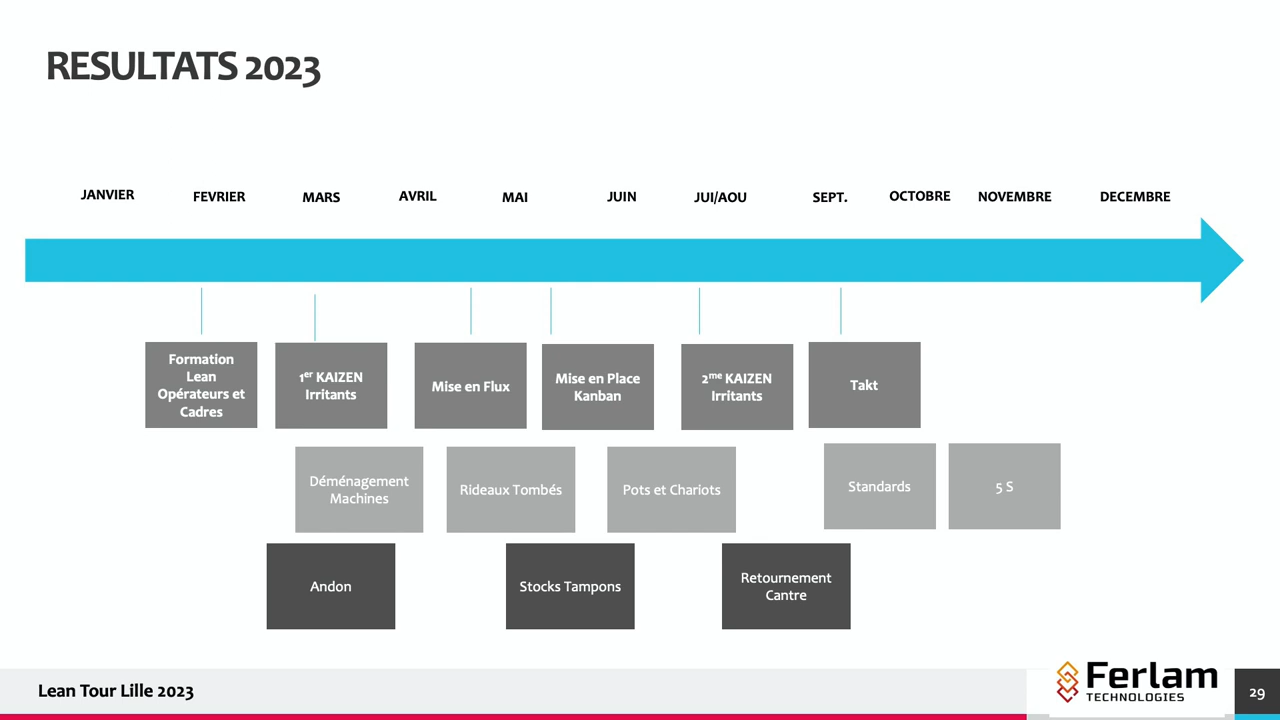 RESULTATS 2023
JANVIER
FEVRIER
MARS
AVRIL
MAI
JUIN
JUI/AOU
SEPT.
OCTOBRE
NOVEMBRE
DECEMBRE
Formation
Lean
Opérateurs et
Cadres
1er KAIZEN
Irritants
Mise en Flux
Mise en Place
Kanban
2me KAIZEN
Irritants
Takt
Déménagement
Machines
Rideaux Tombés
Pots et Chariots
Standards
5 S
Andon
Stocks Tampons
Retournement
Cantre
Lean Tour Lille 2023
Ferlam
TECHNOLOGIES
29